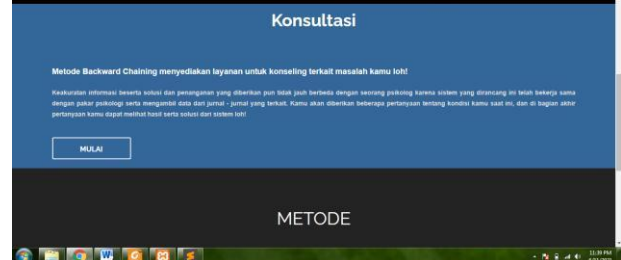 Konsultasi
Metode Backward Chaining menyediakan layanan untuk konseling terkait masalah kamu loh!
Keakuratan informasi beserta solusi dan penanganan yang diberikan pun tidak jauh berbeda dengan seorang psikolog karena sistem yang dirancang ini telah bekerja sama
dengan pakar psikologi serta mengambil data dari jurnal - jurnal yang terkait. Kamu akan diberikan beberapa pertanyaan tentang kondisi kamu saat ini, dan di bagian akhir
pertanyaan kamu dapat melihat hasil serta solusi dari sistem loh!
MULAI
METODE
11:39 PM